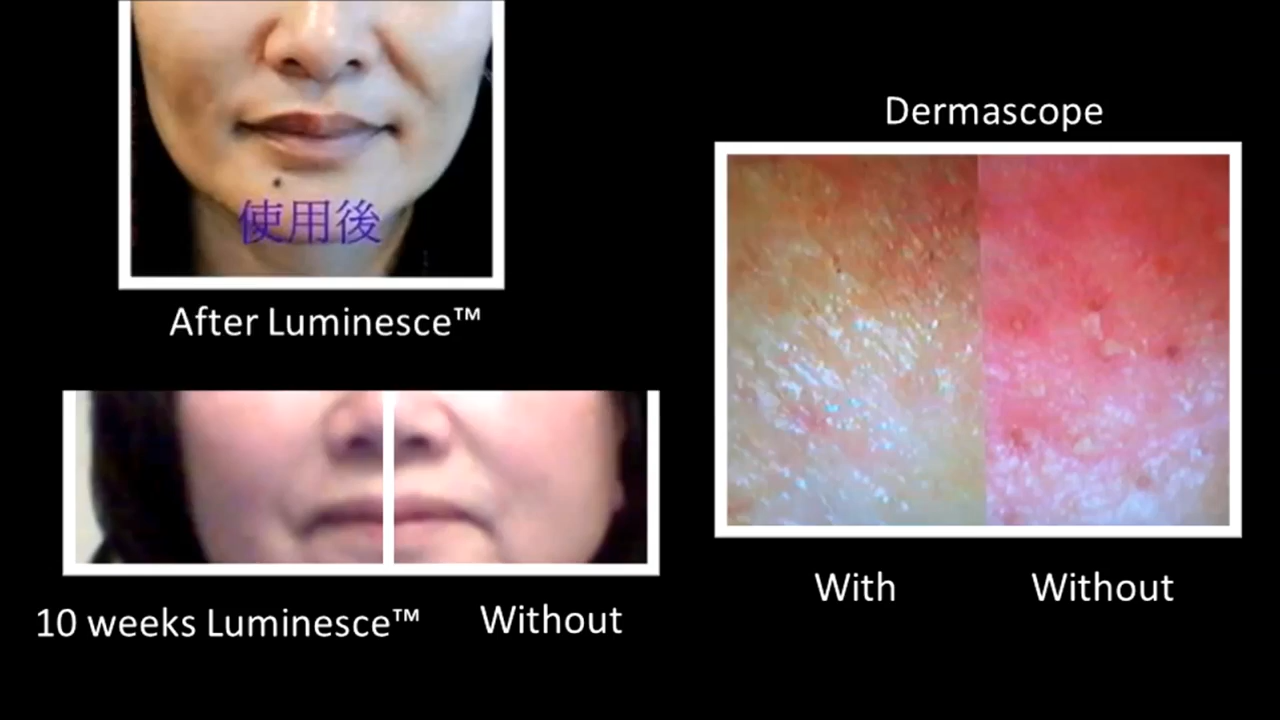 使用後
After Luminesce™
10 weeks Luminesce™
Without
Dermascope
With
Without